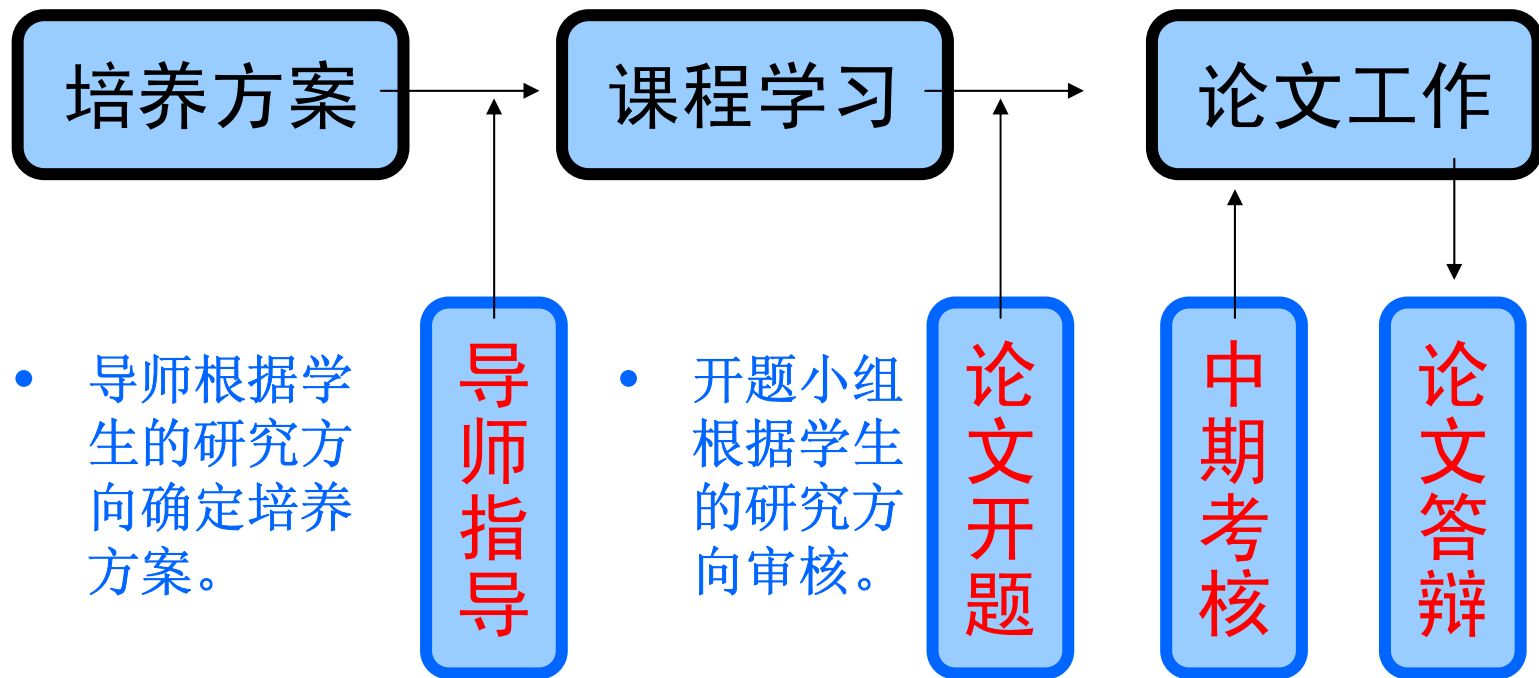 培养方案
课程学习
论文工作
• 导师根据学
生的研究方
向确定培养
方案。
导师指导
• 开题小组
根据学生
的研究方
向审核。
论文开题
中期考核
论文答辩